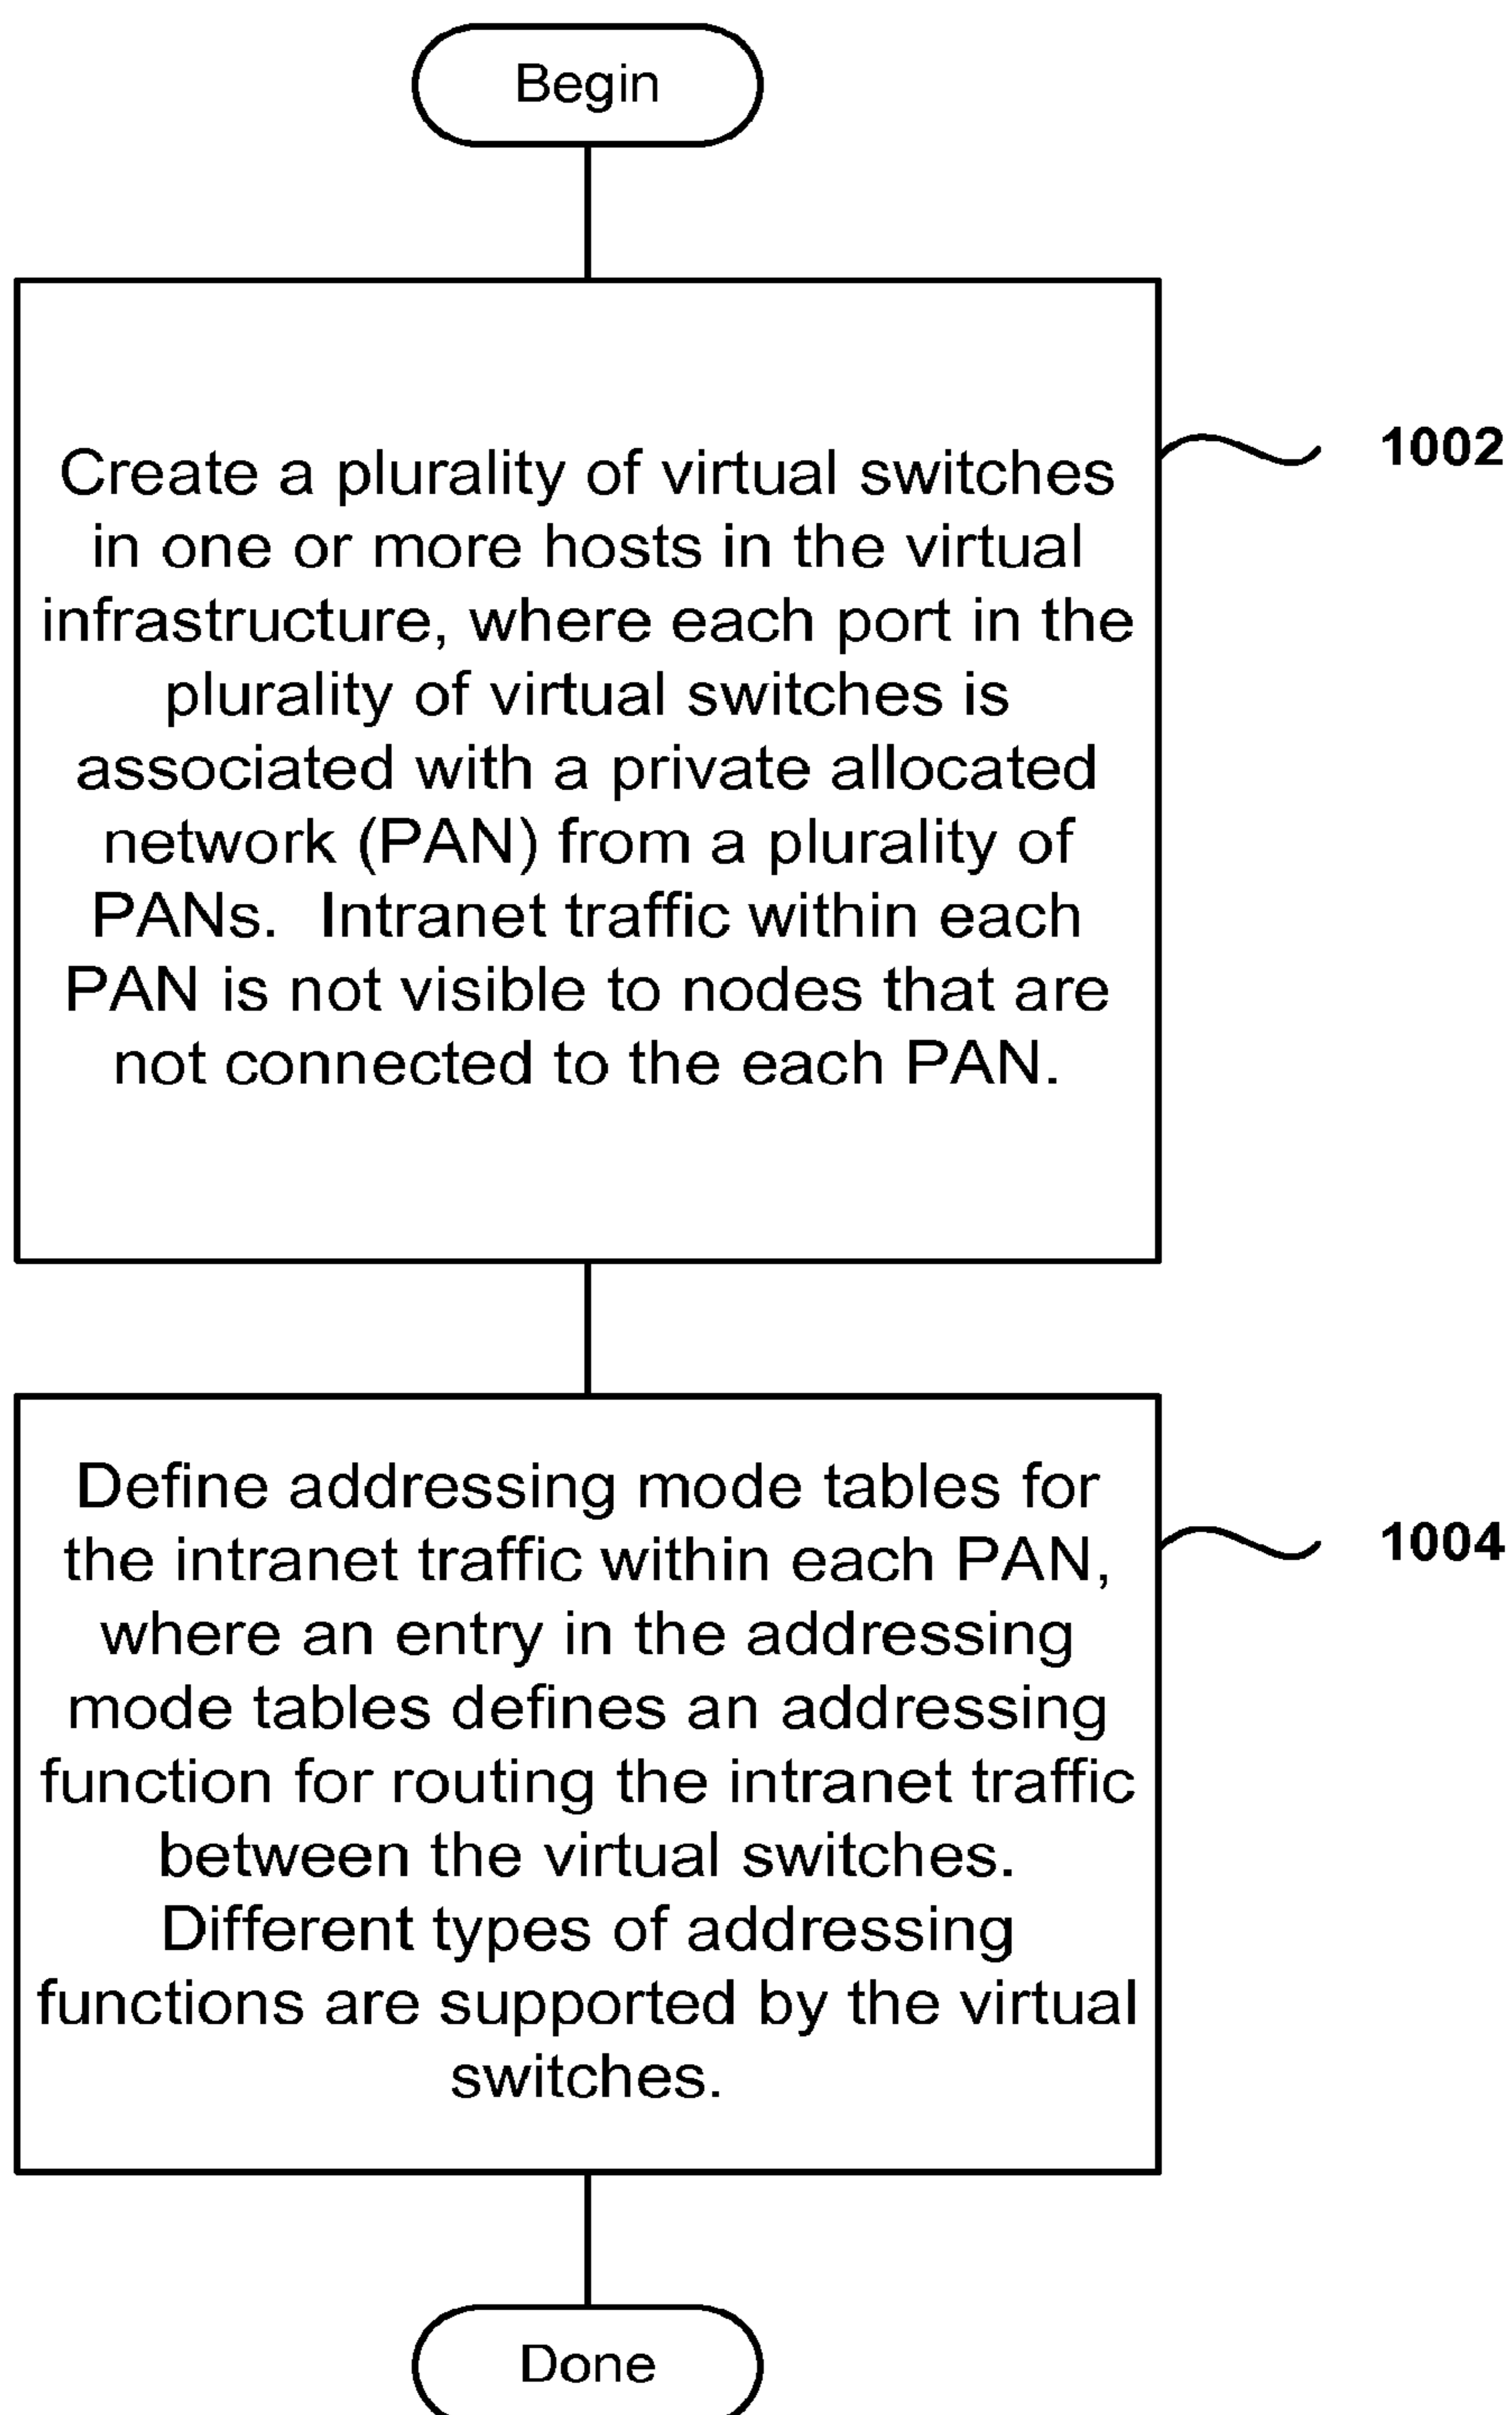 Begin
Create a plurality of virtual switches
in one or more hosts in the virtual
infrastructure, where each port in the
plurality of virtual switches is
associated with a private allocated
network (PAN) from a plurality of
PANs.  Intranet traffic within each
PAN is not visible to nodes that are
not connected to the each PAN.
1002
Define addressing mode tables for
the intranet traffic within each PAN,
where an entry in the addressing
mode tables defines an addressing
function for routing the intranet traffic
between the virtual switches.
Different types of addressing
functions are supported by the virtual
switches.
1004
Done